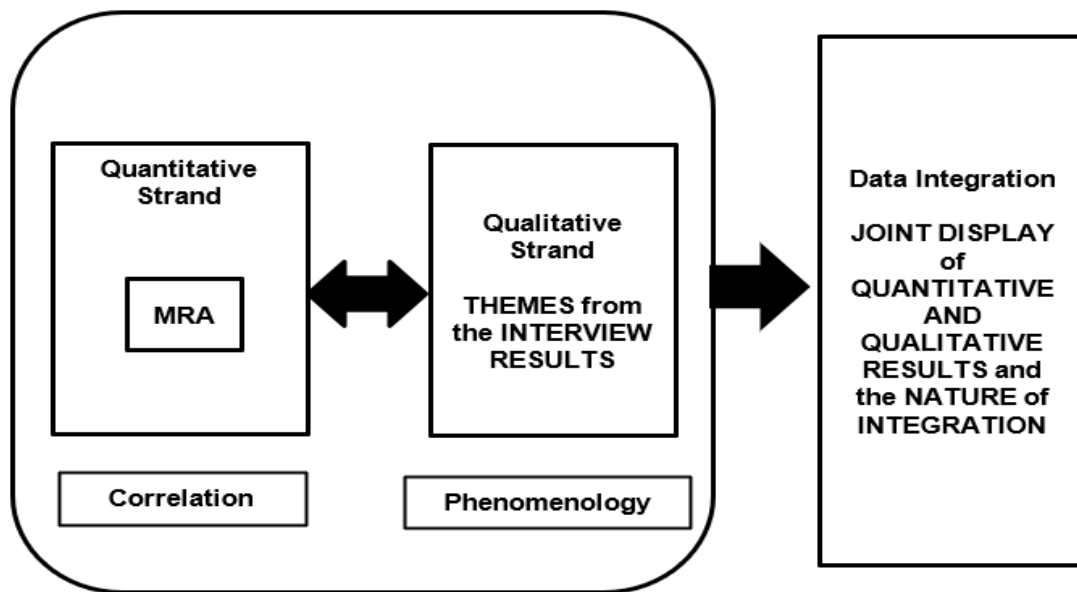 Quantitative
Strand
MRA
Correlation
Qualitative
Strand
THEMES from
the INTERVIEW
RESULTS
Phenomenology
Data Integration
JOINT DISPLAY
of
QUANTITATIVE
AND
QUALITATIVE
RESULTS and
the NATURE of
INTEGRATION